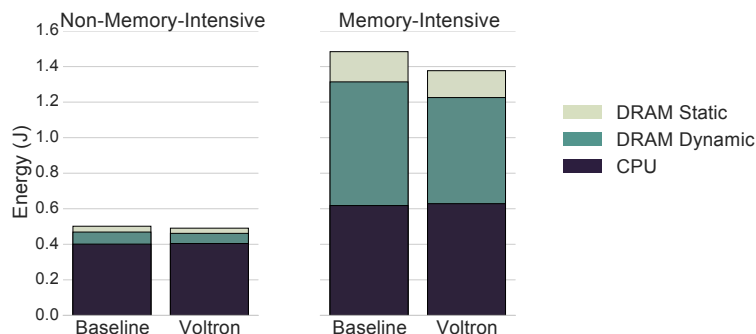 Non-Memory-Intensive
Memory-Intensive
Energy (J)
1.6
1.4
1.2
1.0
0.8
0.6
0.4
0.2
0.0
Baseline
Voltron
Baseline
Voltron
DRAM Static
DRAM Dynamic
CPU